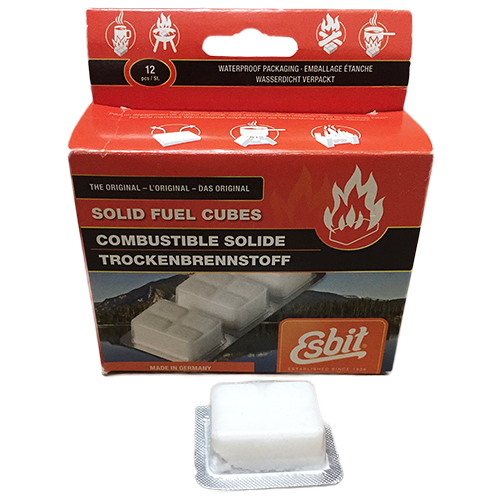 12
pcs / St.
WATERPROOF PACKAGING · EMBALLAGE ÉTANCHE
WASSERDICHT VERPACKT
THE ORIGINAL – L'ORIGINAL – DAS ORIGINAL
SOLID FUEL CUBES
COMBUSTIBLE SOLIDE
TROCKENBRENNSTOFF
Esbit®
ESTABLISHED SINCE 1936
MADE IN GERMANY